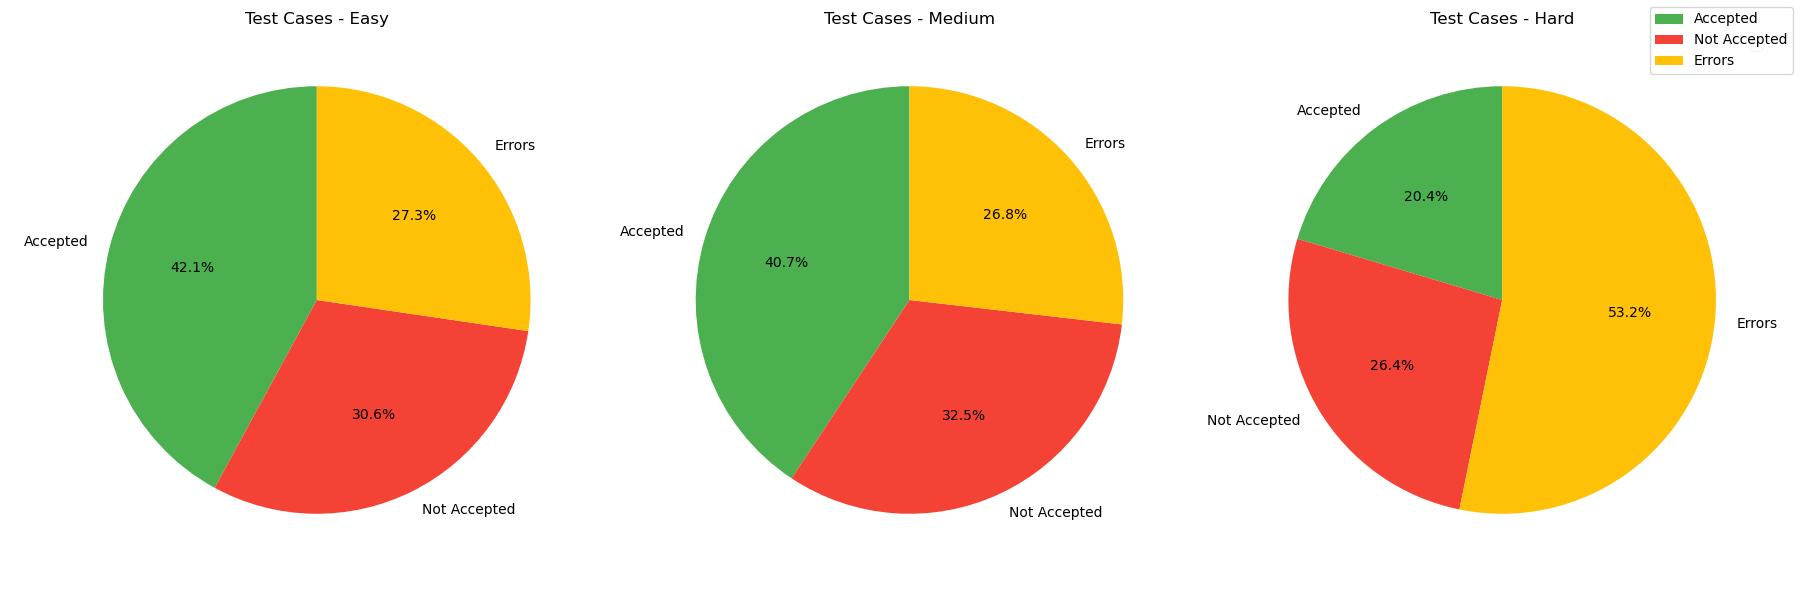 Test Cases - Easy
Errors
27.3%
Accepted
42.1%
30.6%
Not Accepted
Test Cases - Medium
Errors
26.8%
Accepted
40.7%
32.5%
Not Accepted
Test Cases - Hard
Accepted
Not Accepted
Errors
Accepted
20.4%
53.2%
Errors
26.4%
Not Accepted